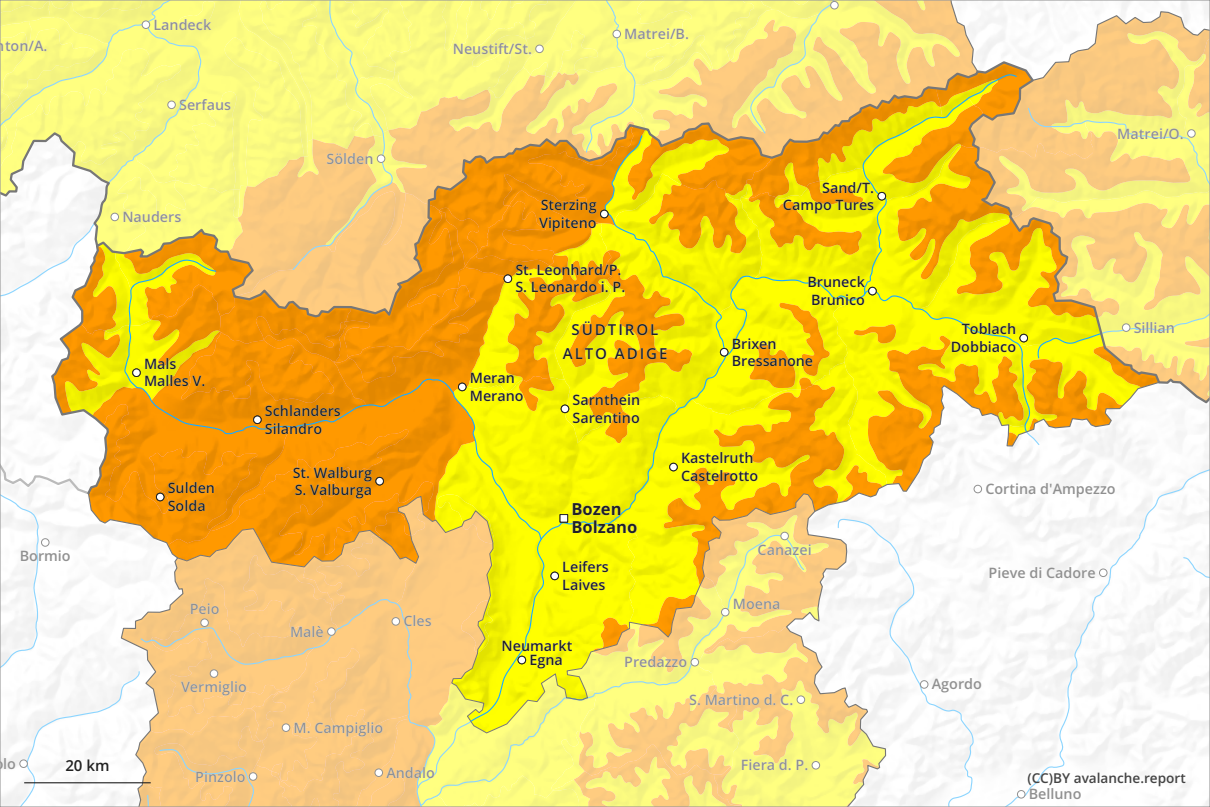 Landeck
nton/A.
Neustift/St.
Matrei/B.
Serfaus
Matrei/O.
Sölden
Nauders
Sand/T.
Campo Tures
Sterzing
Vipiteno
St. Leonhard/P.
S. Leonardo i. P.
Bruneck
Brunico
SÜDTIROL
ALTO ADIGE
Toblach
Dobbiaco
Sillian
Brixen
Bressanone
Mals
Malles V.
Meran
Merano
Sarnthein
Sarentino
Schlanders
Silandro
Kastelruth
Castelrotto
St. Walburg
S. Valburga
Sulden
Solda
Cortina d'Ampezzo
Bozen
Bolzano
Bormio
Canazei
Leifers
Laives
Pieve di Cadore
Peio
Moena
Cles
Malè
Neumarkt
Egna
Predazzo
Vermiglio
Agordo
S. Martino d. C.
M. Campiglio
20 km
olo
Pinzolo
Andalo
Fiera d. P.
(CC)BY avalanche.report
Belluno